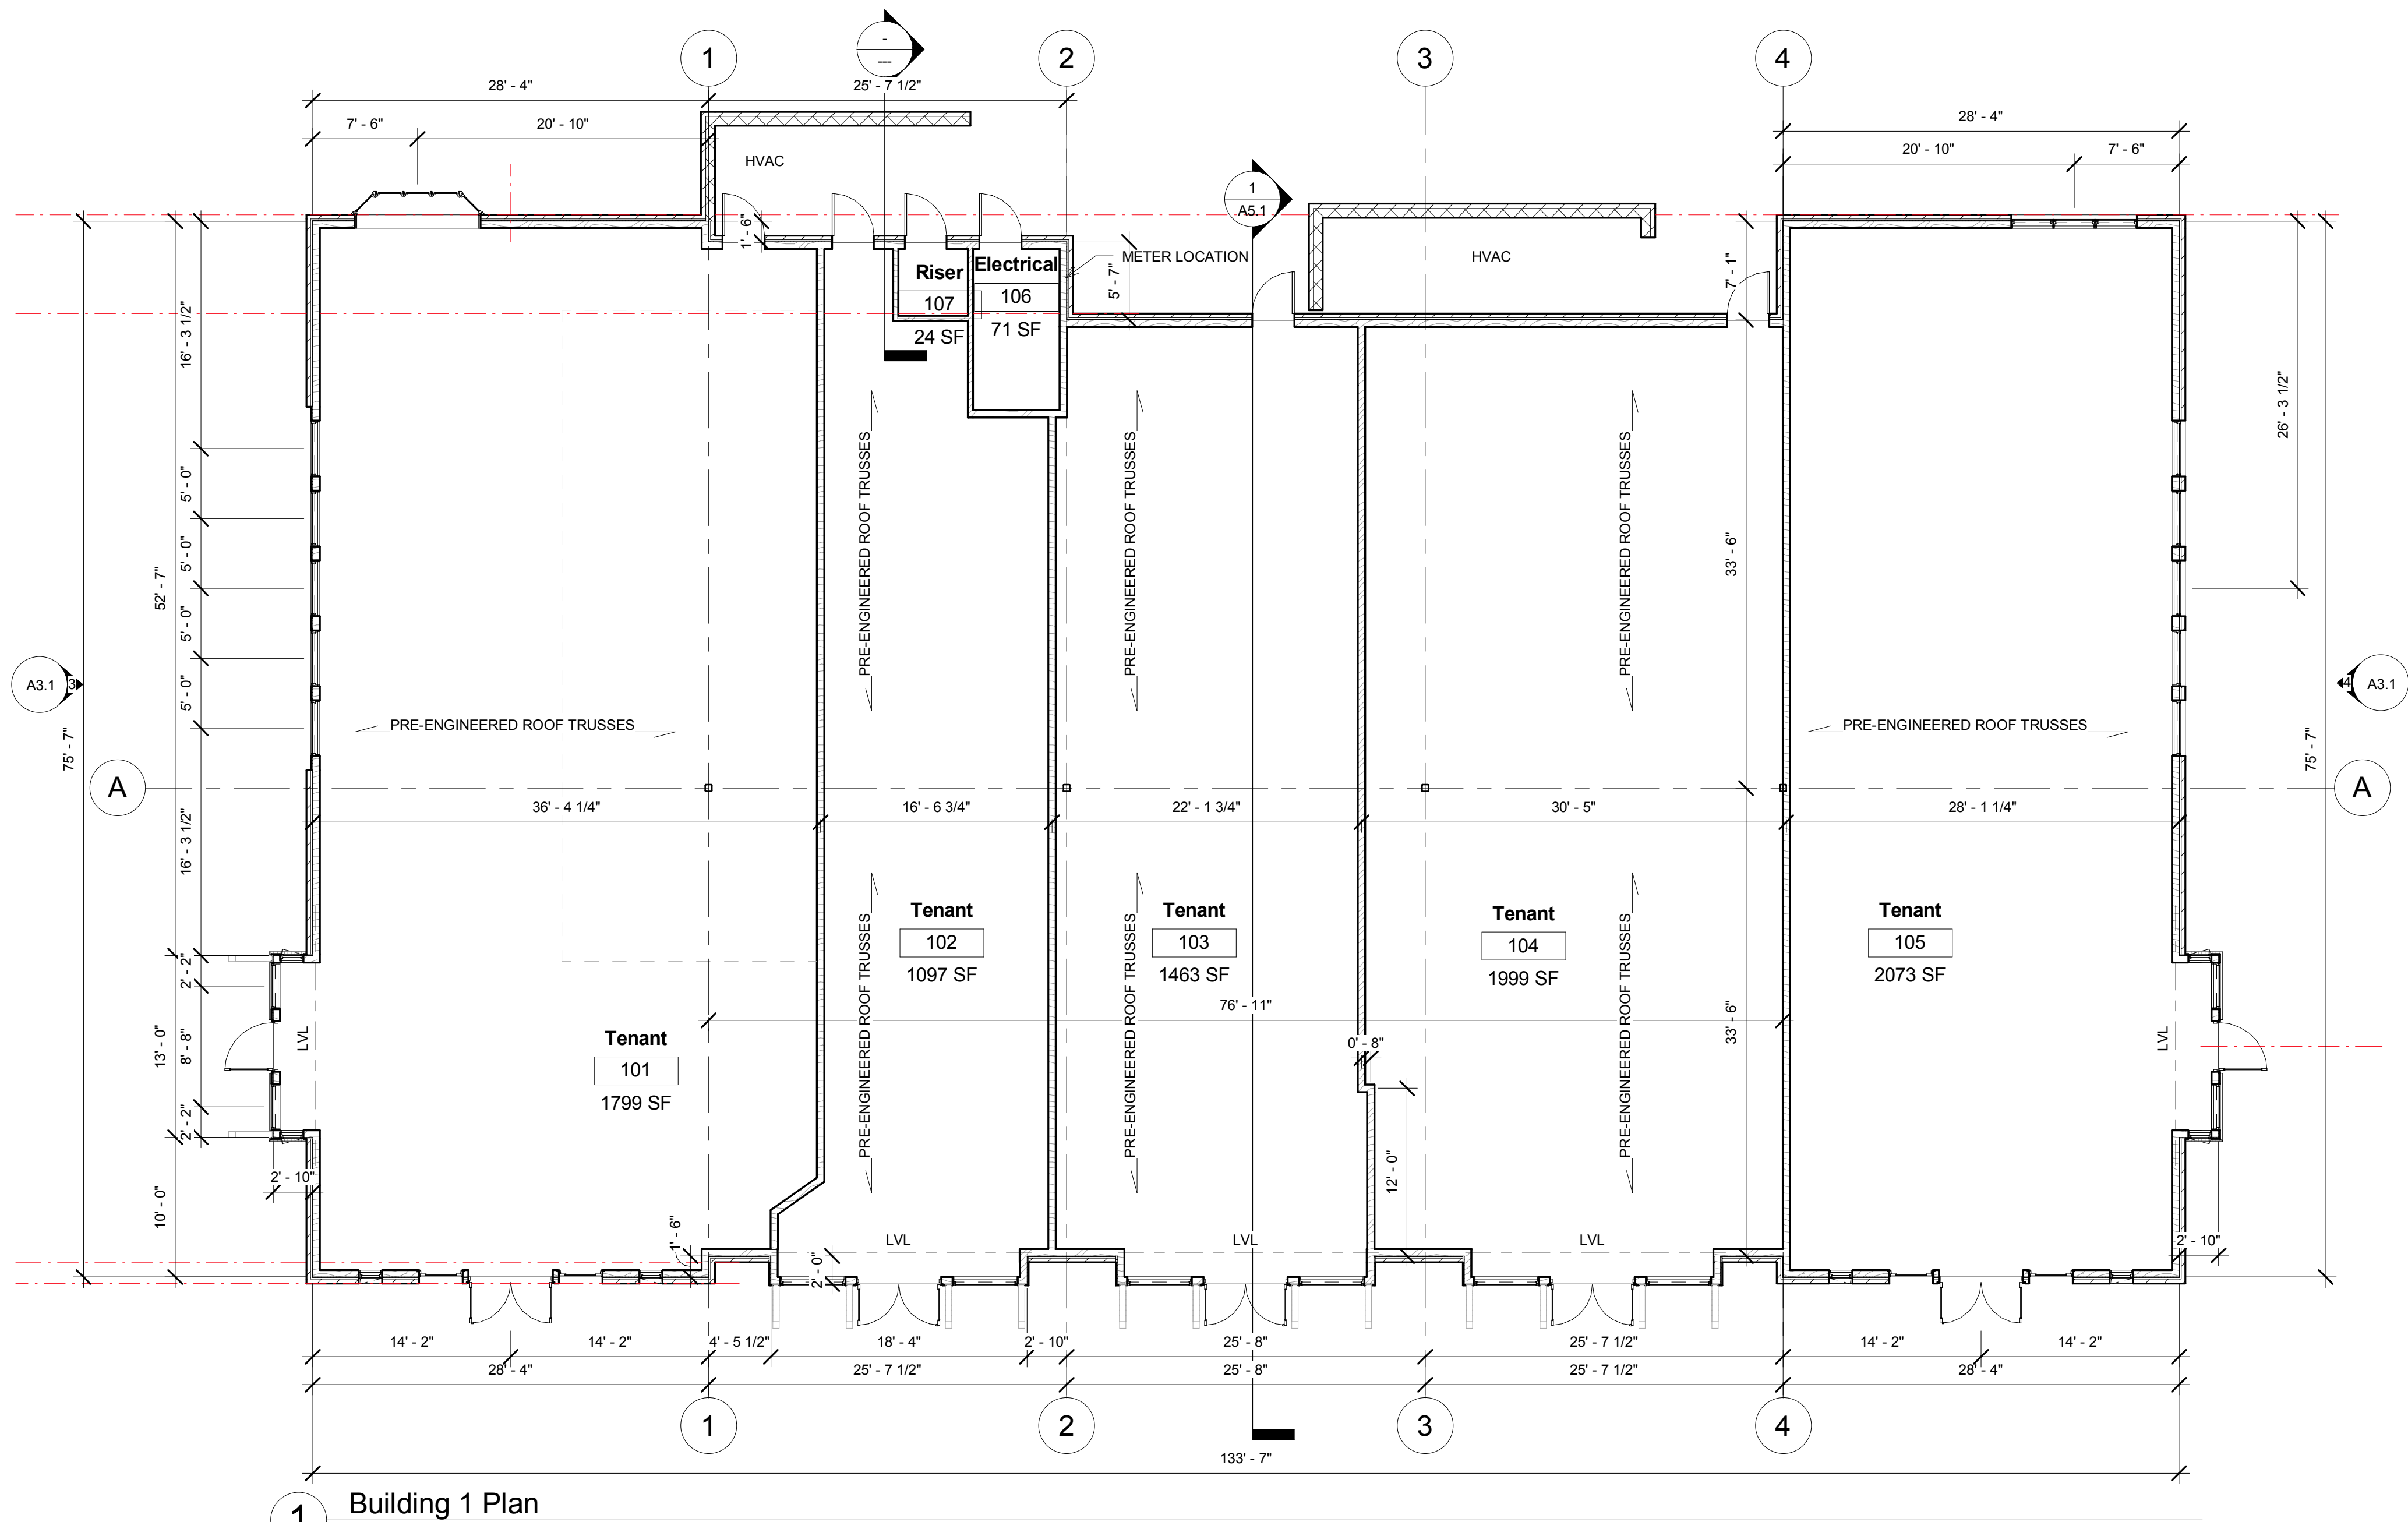 1
-
---
2
3
4
28' - 4"
25' - 7 1/2"
28' - 4"
7' - 6"
20' - 10"
20' - 10"
7' - 6"
HVAC
1
A5.1
1' - 6"
METER LOCATION
HVAC
5' - 7"
7' - 1"
Riser
107
24 SF
Electrical
106
71 SF
16' - 3 1/2"
26' - 3 1/2"
5' - 0"
5' - 0"
5' - 0"
5' - 0"
52' - 7"
75' - 7"
33' - 6"
75' - 7"
PRE-ENGINEERED ROOF TRUSSES
PRE-ENGINEERED ROOF TRUSSES
PRE-ENGINEERED ROOF TRUSSES
A3.1
3
4
A3.1
PRE-ENGINEERED ROOF TRUSSES
PRE-ENGINEERED ROOF TRUSSES
A
A
36' - 4 1/4"
16' - 6 3/4"
22' - 1 3/4"
30' - 5"
28' - 1 1/4"
16' - 3 1/2"
Tenant
102
1097 SF
Tenant
103
1463 SF
Tenant
104
1999 SF
Tenant
105
2073 SF
PRE-ENGINEERED ROOF TRUSSES
PRE-ENGINEERED ROOF TRUSSES
PRE-ENGINEERED ROOF TRUSSES
2' - 2"
8' - 8"
2' - 2"
13' - 0"
10' - 0"
LVL
76' - 11"
0' - 8"
33' - 6"
LVL
Tenant
101
1799 SF
2' - 10"
12' - 0"
1' - 6"
LVL
LVL
LVL
2' - 0"
2' - 10"
14' - 2"
14' - 2"
4' - 5 1/2"
18' - 4"
2' - 10"
25' - 8"
25' - 7 1/2"
14' - 2"
14' - 2"
28' - 4"
25' - 7 1/2"
25' - 8"
25' - 7 1/2"
28' - 4"
1
2
3
4
133' - 7"
1
Building 1 Plan